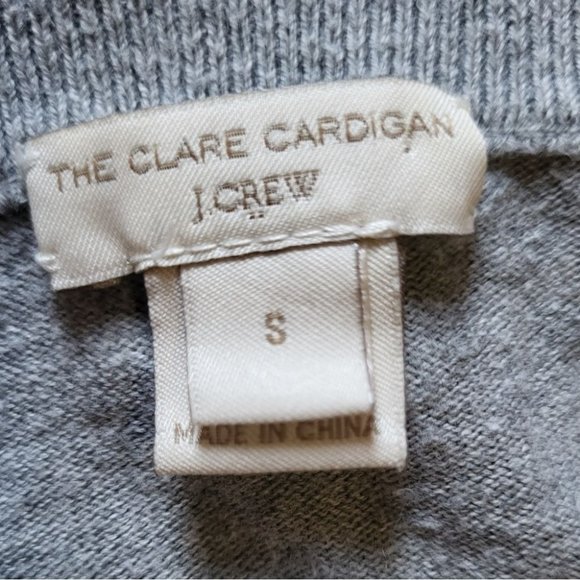 THE CLARE CARDIGAN
J.CREW
S
MADE IN CHINA